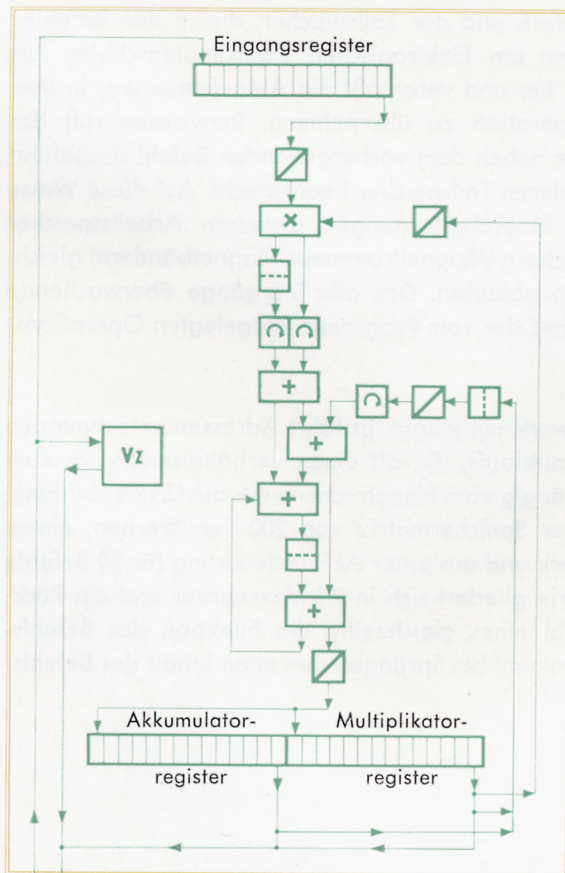 Eingangsregister
×
+
+
Vz
+
+
Akkumulator-
Multiplikator-
register
register